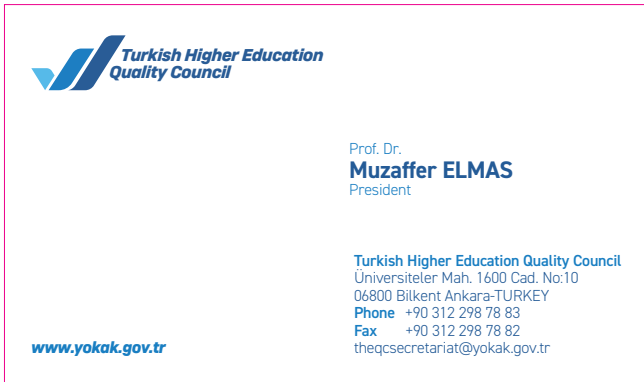 Turkish Higher Education
Quality Council
Prof. Dr.
Muzaffer ELMAS
President
Turkish Higher Education Quality Council
Üniversiteler Mah. 1600 Cad. No:10
06800 Bilkent Ankara-TURKEY
Phone +90 312 298 78 83
Fax +90 312 298 78 82
theqcsecretariat@yokak.gov.tr
www.yokak.gov.tr